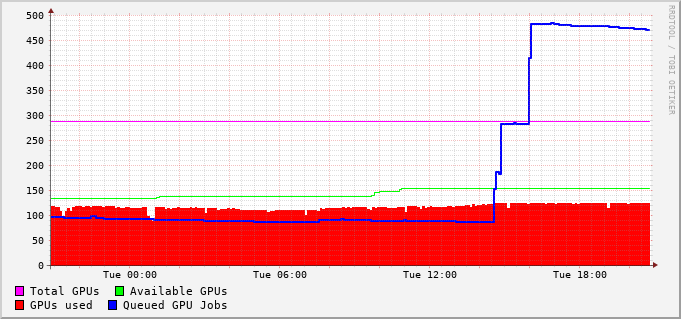 500
450
400
350
300
250
200
150
100
50
0
Tue 00:00 Tue 06:00 Tue 12:00 Tue 18:00
Total GPUs Available GPUs
GPUs used Queued GPU Jobs
RRDTOOL / TOBI OETIKER